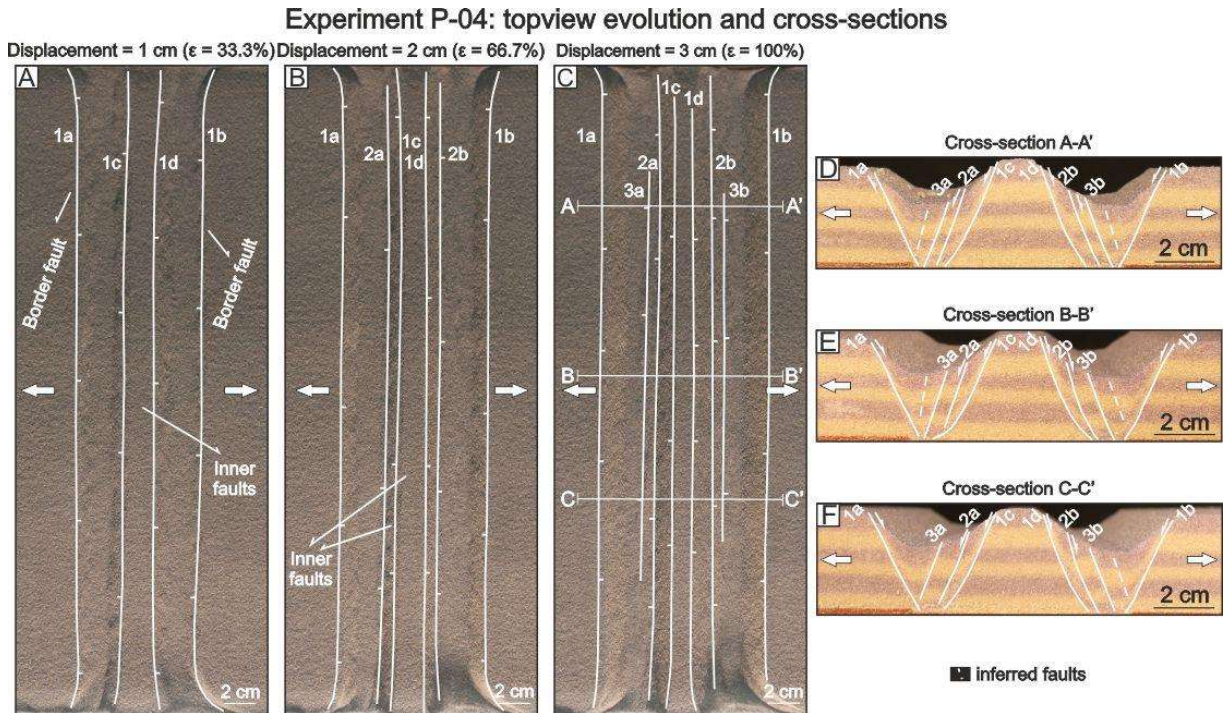 Experiment P-04: topview evolution and cross-sections
Displacement = 1 cm (ε = 33.3%)
Displacement = 2 cm (ε = 66.7%)
Displacement = 3 cm (ε = 100%)
A
1a
1c
1d
1b
Border fault
Border fault
Inner
faults
2 cm
B
1a
2a
1c
1d
2b
1b
Inner
faults
2 cm
C
1a
1c
1d
2a
2b
1b
3a
3b
A
A'
B
B'
C
C'
2 cm
Cross-section A-A'
D
1a
3a
2a
1c
1d
2b
3b
1b
2 cm
Cross-section B-B'
E
1a
3a
2a
1c
1d
2b
3b
1b
2 cm
Cross-section C-C'
F
1a
3a
2a
1c
1d
2b
3b
1b
2 cm
inferred faults